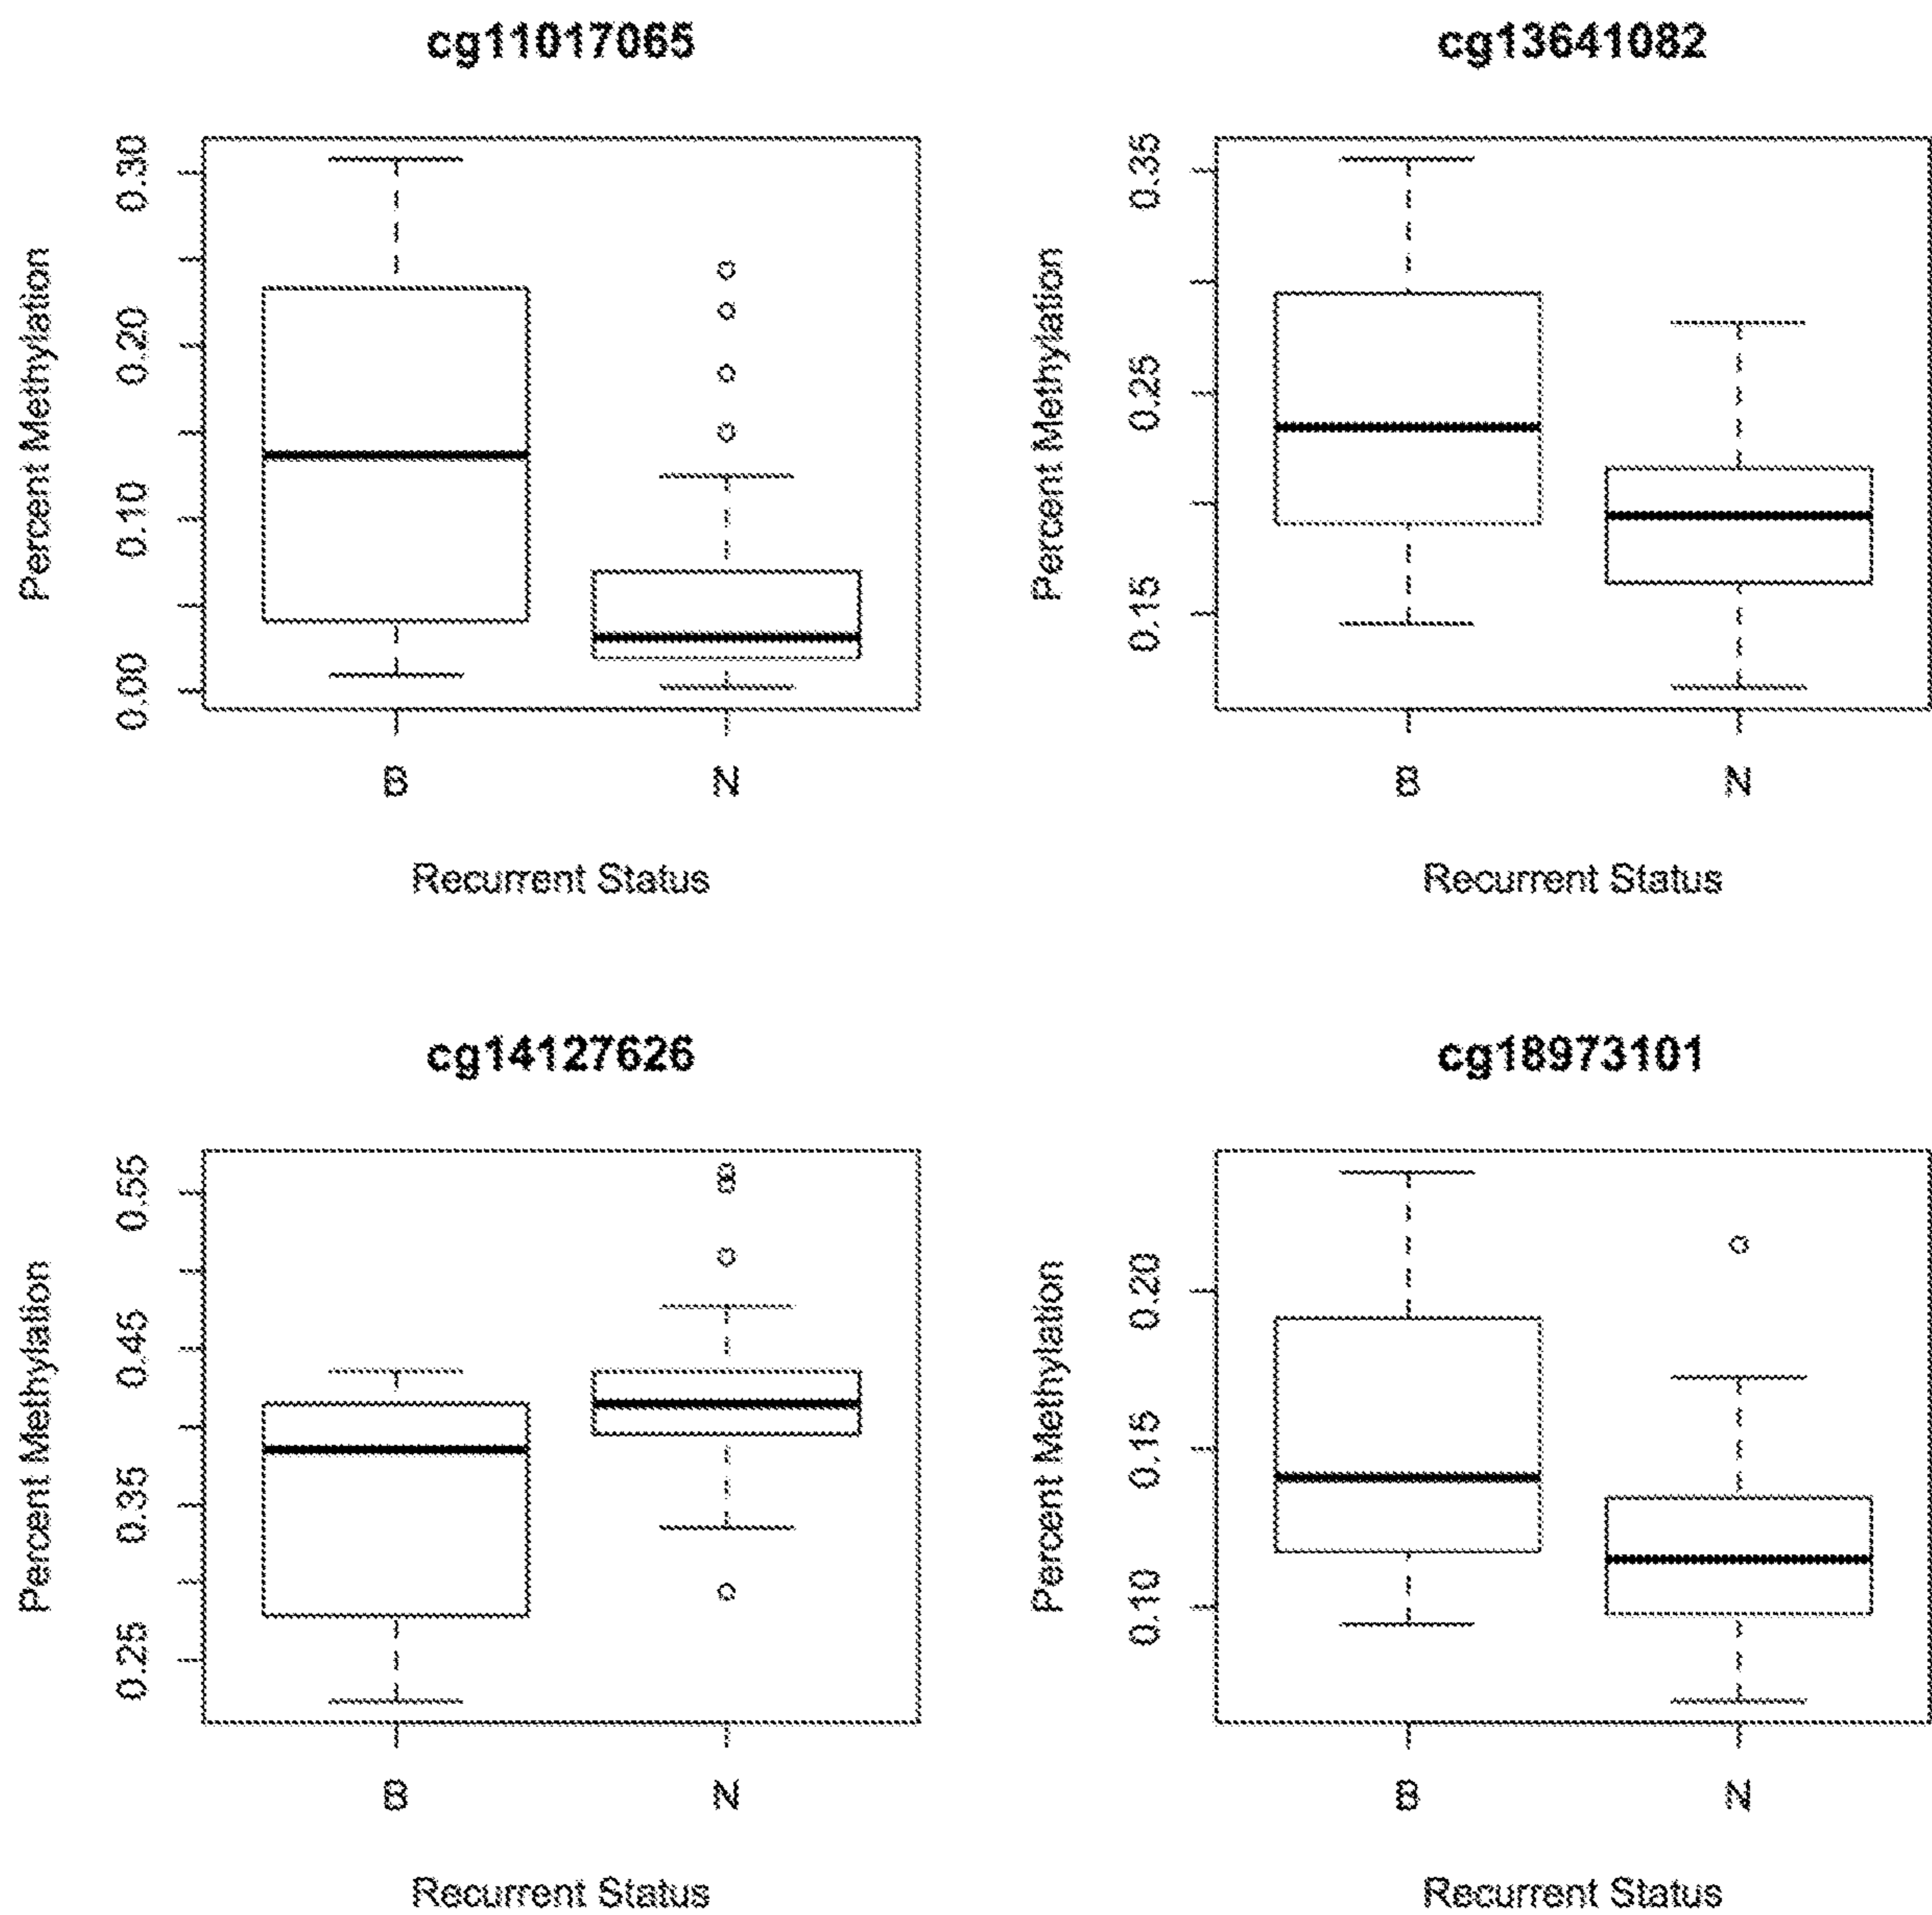 cg11017065
Percent Methylation
0.30
0.20
0.10
0.00
B
N
Recurrent Status
cg13641082
Percent Methylation
0.35
0.25
0.15
B
N
Recurrent Status
cg14127626
Percent Methylation
0.55
0.45
0.35
0.25
B
N
Recurrent Status
cg18973101
Percent Methylation
0.20
0.15
0.10
B
N
Recurrent Status